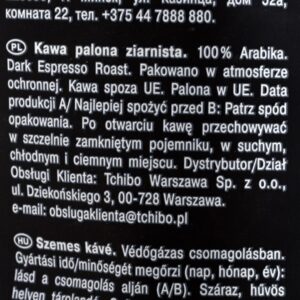 комната 22, тел. +375 44 7888 880.
PL Kawa palona ziarnista. 100% Arabika.
Dark Espresso Roast. Pakowano w atmosferze
ochronnej. Kawa spoza UE. Palona w UE. Data
produkcji A/ Najlepiej spożyć przed B: Patrz spód
opakowania. Po otwarciu kawę przechowywać
w szczelnie zamkniętym pojemniku, w suchym,
chłodnym i ciemnym miejscu. Dystrybutor/Dział
Obsługi Klienta: Tchibo Warszawa Sp. z o.o.,
ul. Dziekońskiego 3, 00-728 Warszawa.
e-mail: obslugaklienta@tchibo.pl
HU Szemes kávé. Védőgázas csomagolásban.
Gyártási idő/minőségét megőrzi (nap, hónap, év):
lásd a csomagolás alján (A/B). Száraz, hűvös
helyen